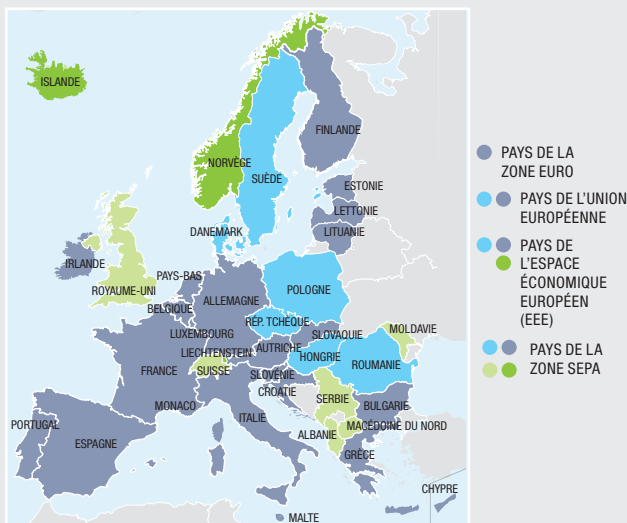 ISLANDE
FINLANDE
NORVÈGE
SUÈDE
ESTONIE
LETTONIE
LITUANIE
DANEMARK
IRLANDE
ROYAUME-UNI
PAYS-BAS
BELGIQUE
ALLEMAGNE
POLOGNE
RÉP. TCHÈQUE
LUXEMBOURG
SLOVAQUIE
MOLDAVIE
LIECHTENSTEIN
AUTRICHE
FRANCE
SUISSE
HONGRIE
ROUMANIE
SLOVÉNIE
CROATIE
SERBIE
MONACO
ITALIE
BULGARIE
PORTUGAL
ESPAGNE
ALBANIE
MACÉDOINE DU NORD
GRÈCE
CHYPRE
MALTE
PAYS DE LA
ZONE EURO
PAYS DE L'UNION
EUROPÉENNE
PAYS DE
L'ESPACE
ÉCONOMIQUE
EUROPÉEN
(EEE)
PAYS DE LA
ZONE SEPA